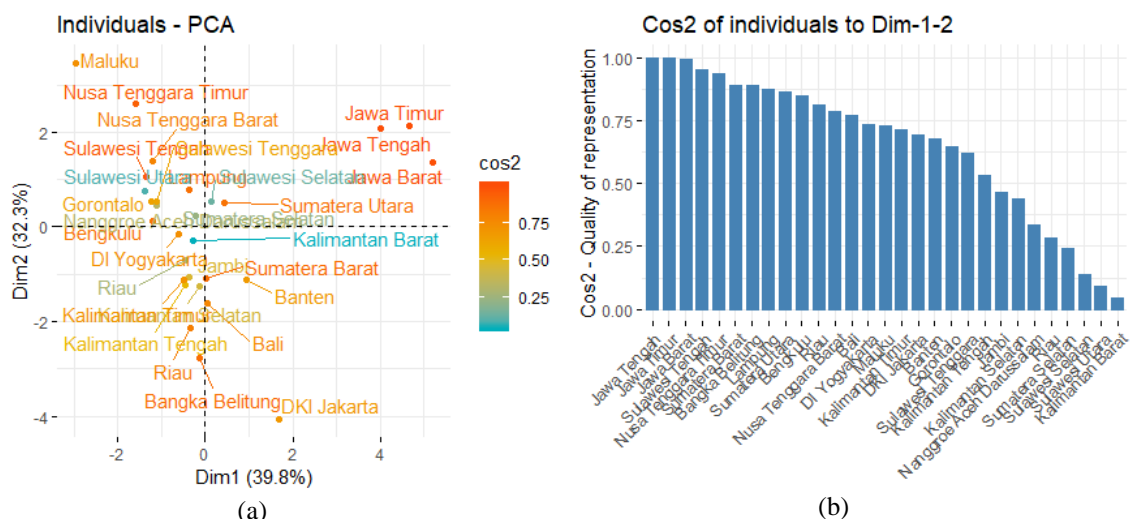 Individuals - PCA
Maluku
Nusa Tenggara Timur
Nusa Tenggara Barat
Jawa Timur
Jawa Tengah
Jawa Barat
Sulawesi Tengah
Sulawesi Tenggara
Sulawesi Utara
Lampung
Sulawesi Selatan
Gorontalo
Sumatera Utara
Nanggroe Aceh Darussalam
Sumatera Selatan
Bengkulu
Kalimantan Barat
DI Yogyakarta
Jambi
Sumatera Barat
Riau
Banten
Kalimantan Timur
Kalimantan Selatan
Kalimantan Tengah
Bali
Riau
Bangka Belitung
DKI Jakarta
2
0
-2
-4
Dim2 (32.3%)
-2
0
2
4
Dim1 (39.8%)
cos2
0.75
0.50
0.25
(a)
Cos2 of individuals to Dim-1-2
Cos2 - Quality of representation
1.00
0.75
0.50
0.25
0.00
Jawa Tengah
Jawa Timur
Jawa Barat
Sulawesi Tengah
Nusa Tenggara Timur
Sumatera Barat
Bangka Belitung
Lampung
Sumatera Utara
Bengkulu
Riau
Nusa Tenggara Barat
Bali
DI Yogyakarta
Maluku
Kalimantan Timur
DKI Jakarta
Banten
Gorontalo
Sulawesi Tenggara
Kalimantan Tengah
Jambi
Kalimantan Selatan
Nanggroe Aceh Darussalam
Riau
Sumatera Selatan
Sulawesi Selatan
Sulawesi Utara
Kalimantan Barat
(b)